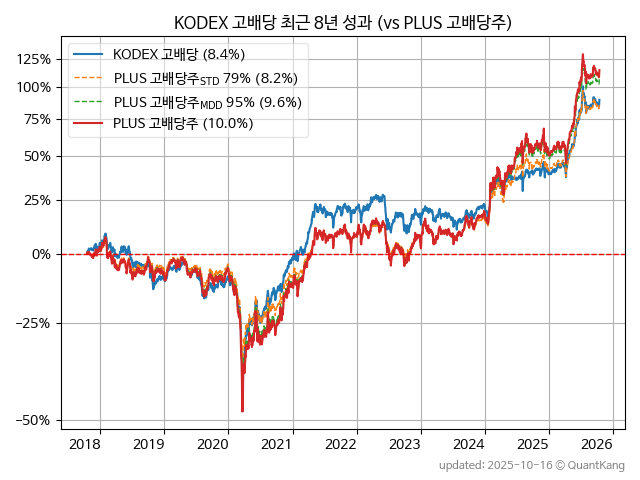 KODEX 고배당 최근 8년 성과 (vs PLUS 고배당주)
KODEX 고배당 (8.4%)
PLUS 고배당주STD 79% (8.2%)
PLUS 고배당주MDD 95% (9.6%)
PLUS 고배당주 (10.0%)
125%
100%
75%
50%
25%
0%
−25%
−50%
2018 2019 2020 2021 2022 2023 2024 2025 2026
updated: 2025-10-16 © QuantKang